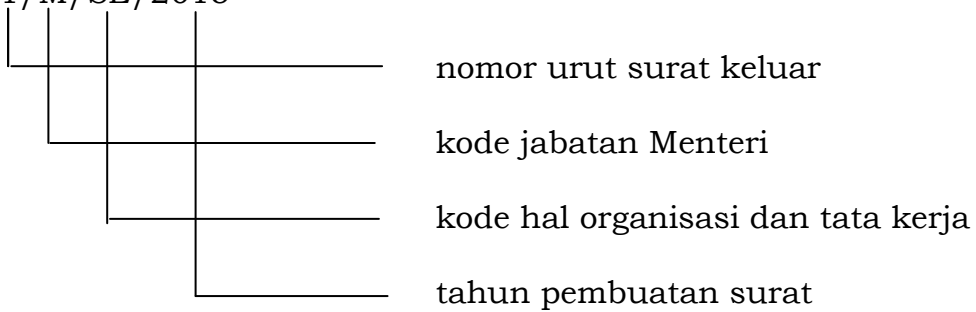 nomor urut surat keluar
kode jabatan Menteri
kode hal organisasi dan tata kerja
tahun pembuatan surat